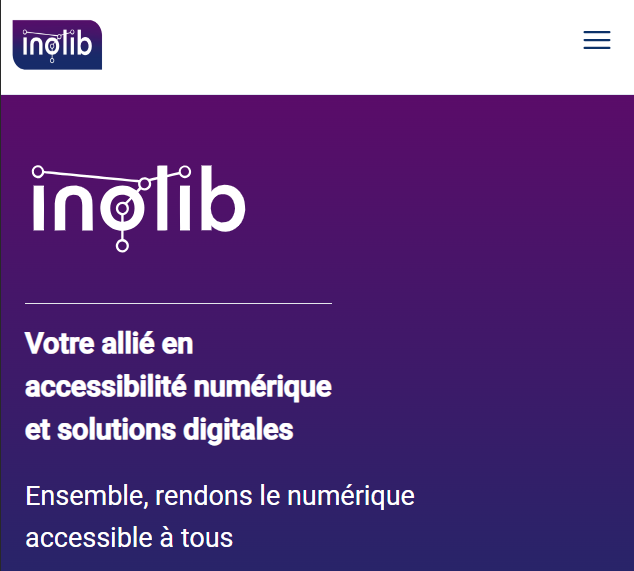 inolib
inolib
Votre allié en
accessibilité numérique
et solutions digitales
Ensemble, rendons le numérique
accessible à tous